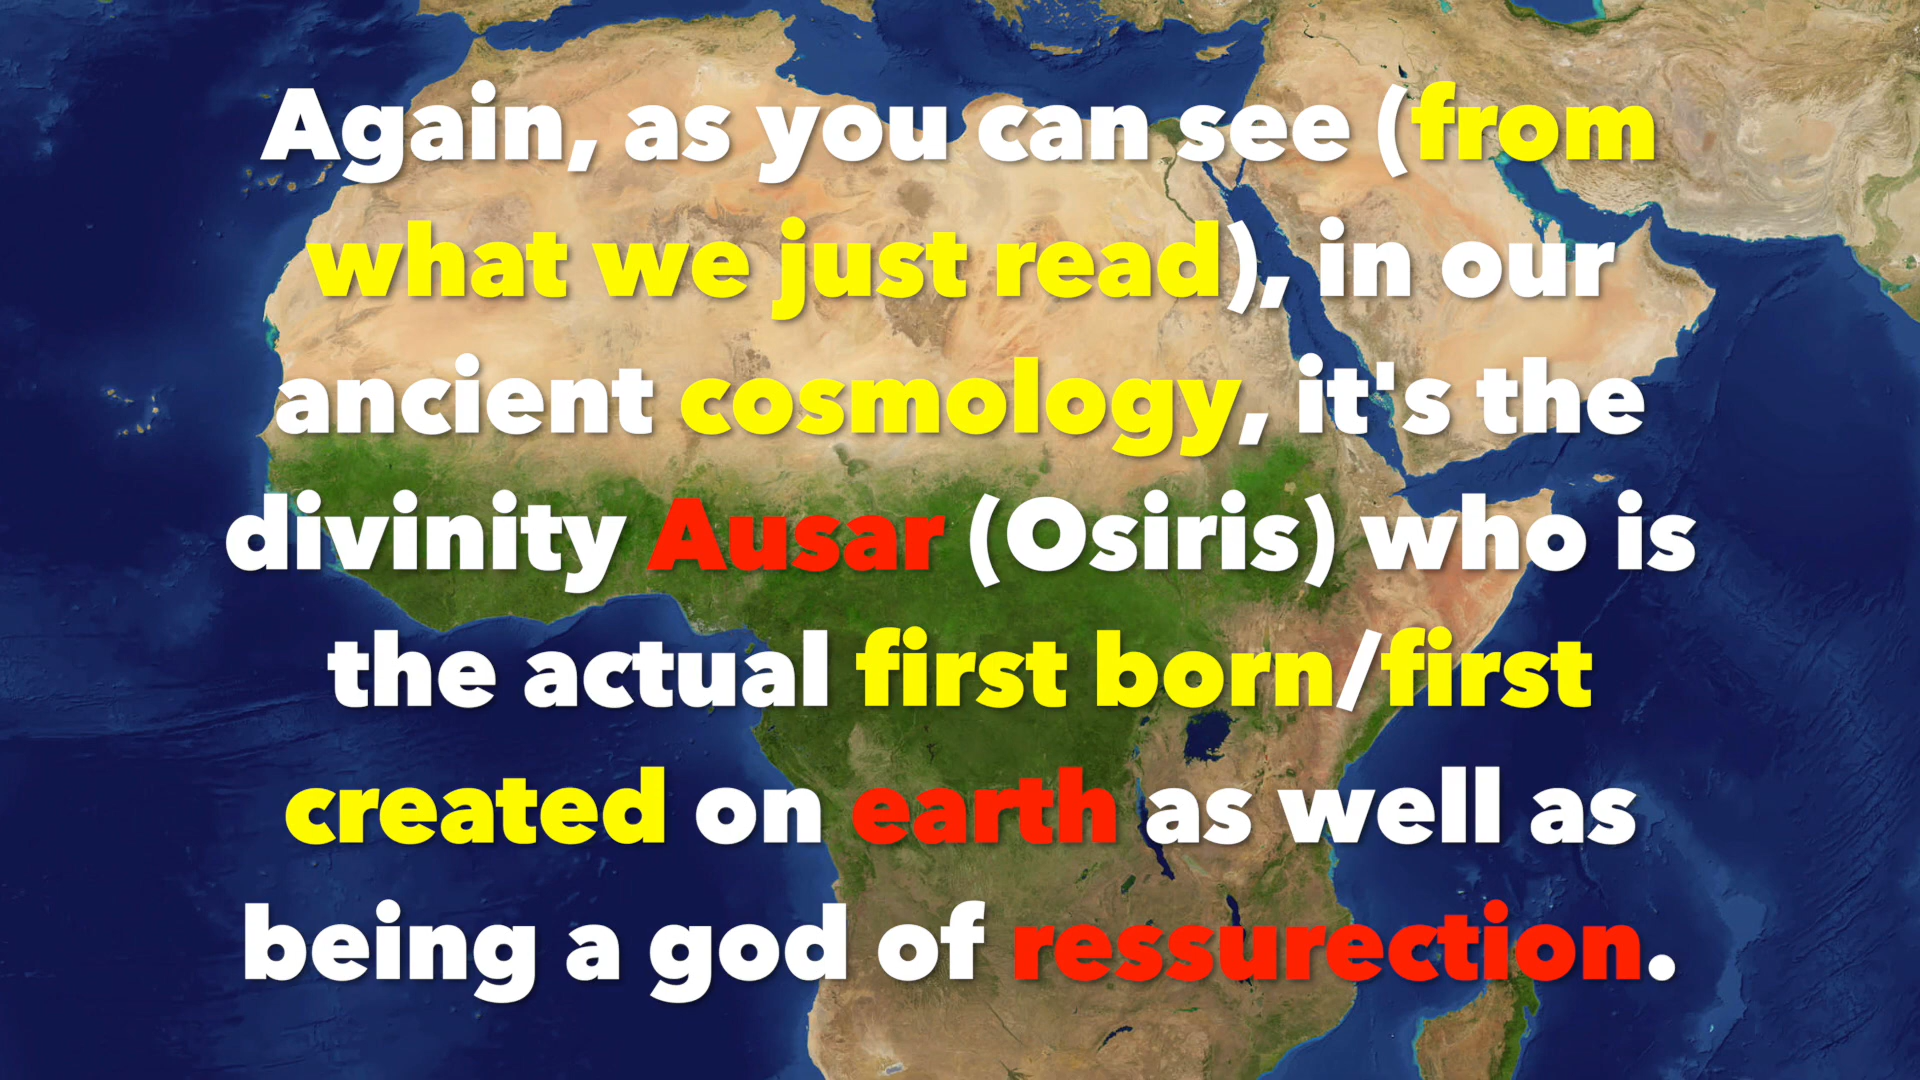 Again, as you can see (from
what we just read), in our
ancient cosmology, it's the
divinity Ausar (Osiris) who is
the actual first born/first
created on earth as well as
being a god of ressurection.